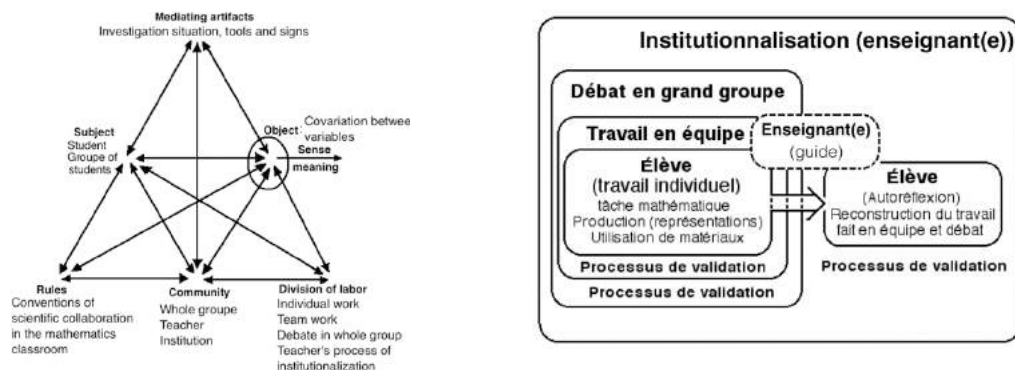 Mediating artifacts
Investigation situation, tools and signs
Subject
Student
Groupe of
students
Object:
Covariation betwee
variables
Sense
meaning
Rules
Conventions of
scientific collaboration
in the mathematics
classroom
Community
Whole groupe
Teacher
Institution
Division of labor
Individual work
Team work
Debate in whole group
Teacher's process of
institutionalization
Institutionnalisation (enseignant(e))
Débat en grand groupe
Travail en équipe
Enseignant(e)
(guide)
Élève
(travail individuel)
tâche mathématique
Production (représentations)
Utilisation de matériaux
Processus de validation
Processus de validation
Élève
(Autoréflexion)
Reconstruction du travail
fait en équipe et débat
Processus de validation